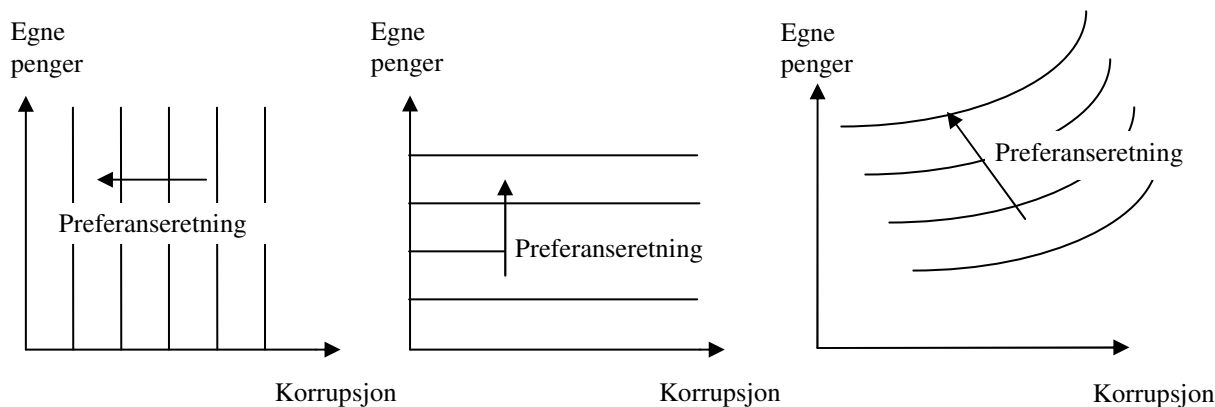 Egne
penger
Preferanseretning
Korrupsjon
Egne
penger
Preferanseretning
Korrupsjon
Egne
penger
Preferanseretning
Korrupsjon